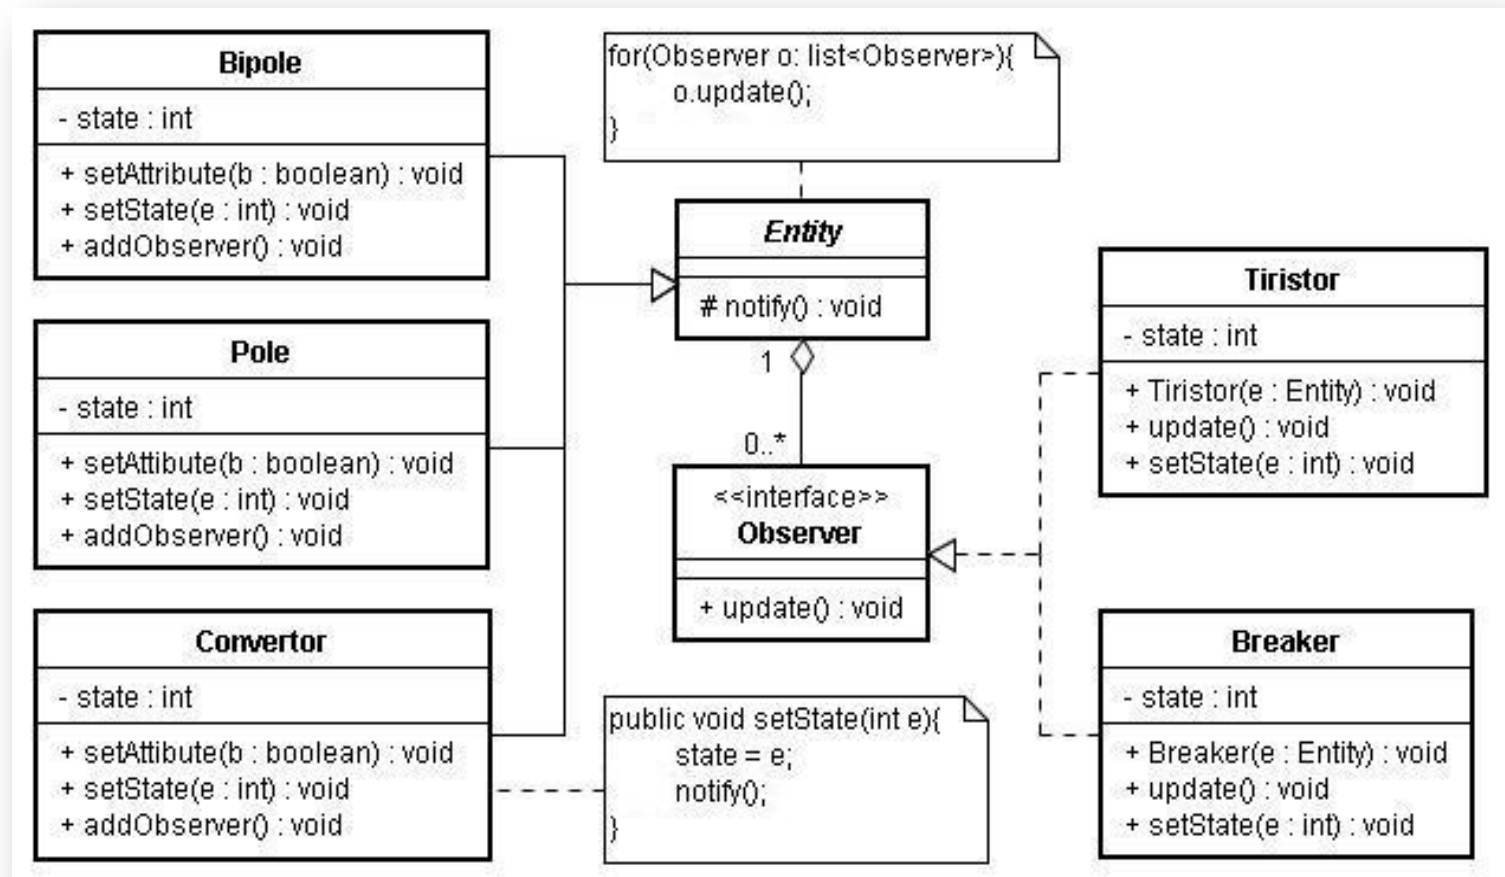 Bipole
- state : int
+ setAttribute(b : boolean) : void
+ setState(e : int) : void
+ addObserver() : void
Pole
- state : int
+ setAttibute(b : boolean) : void
+ setState(e : int) : void
+ addObserver() : void
Convertor
- state : int
+ setAttibute(b : boolean) : void
+ setState(e : int) : void
+ addObserver() : void
for(Observer o: list<Observer>){
o.update();
}
Entity
# notify() : void
1
0..*
<<interface>>
Observer
+ update() : void
public void setState(int e){
state = e;
notify();
}
Tiristor
- state : int
+ Tiristor(e : Entity) : void
+ update() : void
+ setState(e : int) : void
Breaker
- state : int
+ Breaker(e : Entity) : void
+ update() : void
+ setState(e : int) : void